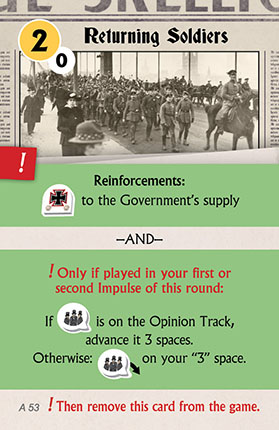 2
0
Returning Soldiers
!
Reinforcements:
to the Government's supply
—AND—
! Only if played in your first or
second Impulse of this round:
If is on the Opinion Track,
advance it 3 spaces.
Otherwise: on your "3" space.
A 53 ! Then remove this card from the game.